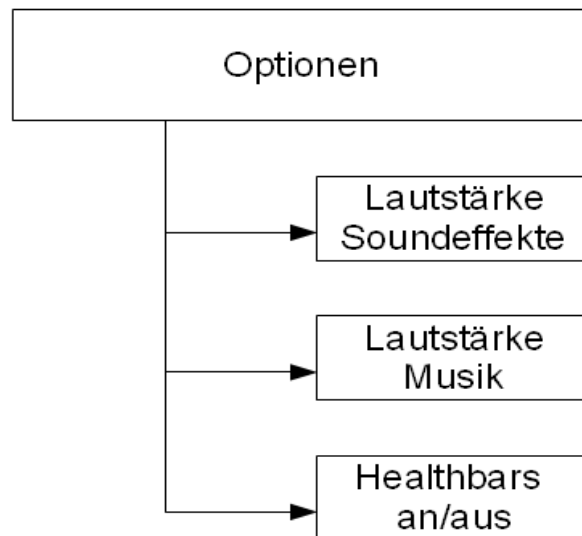 Optionen
Lautstärke
Soundeffekte
Lautstärke
Musik
Healthbars
an/aus